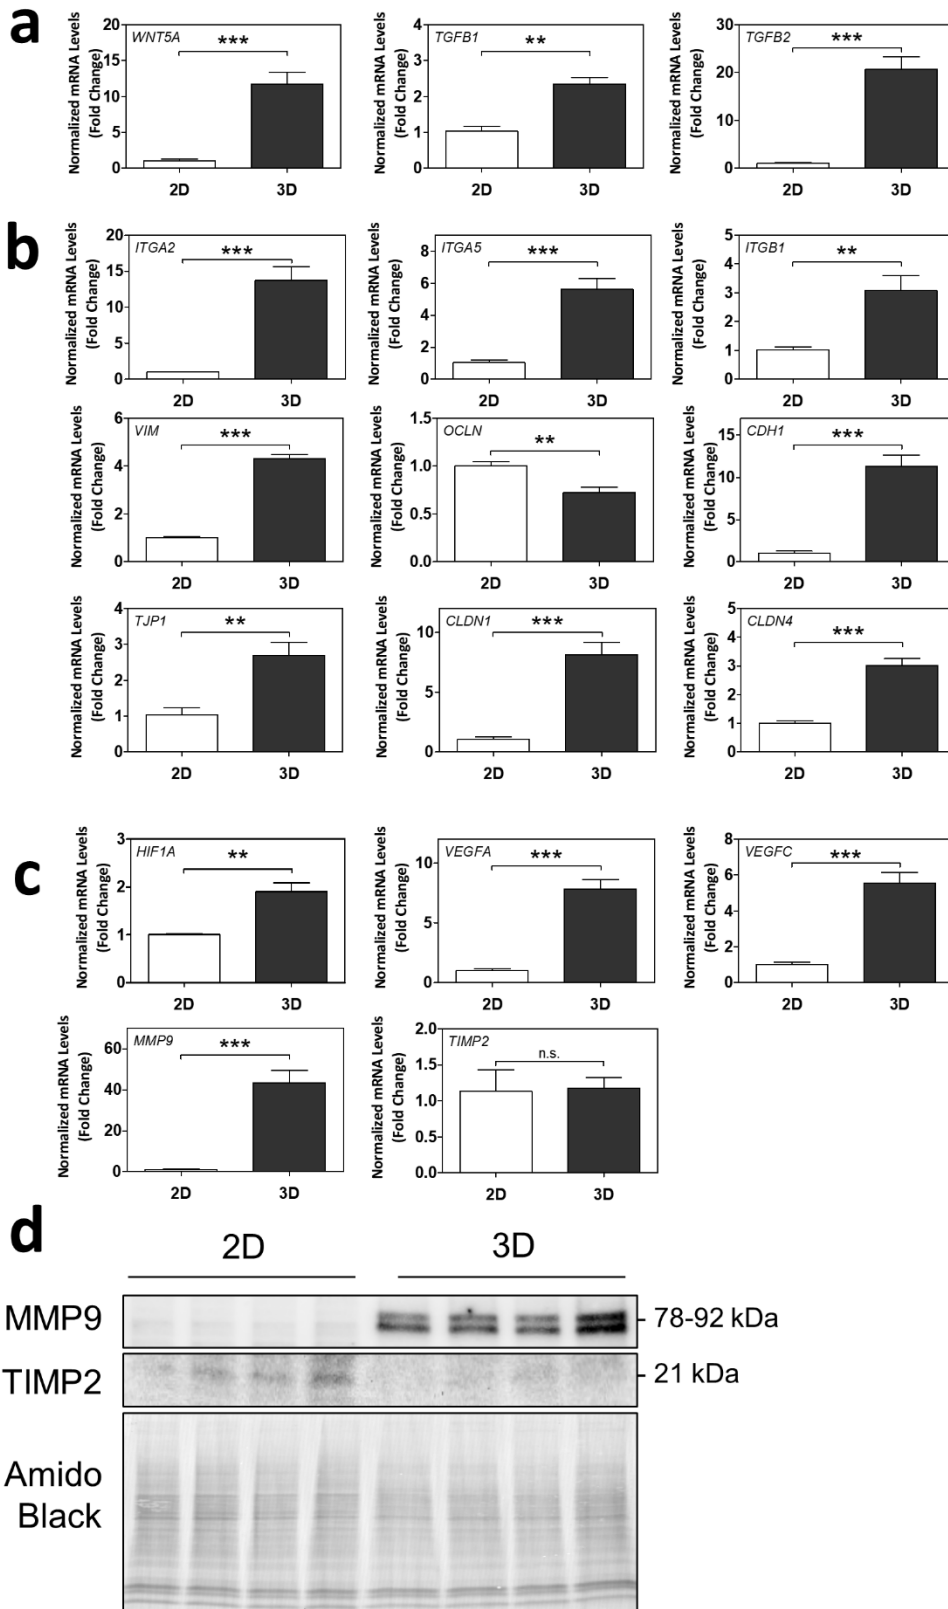 a
Normalized mRNA Levels
(Fold Change)
WNT5A
***
20
15
10
5
0
2D
3D
Normalized mRNA Levels
(Fold Change)
TGFB1
**
4
3
2
1
0
2D
3D
Normalized mRNA Levels
(Fold Change)
TGFB2
***
30
20
10
0
2D
3D
b
Normalized mRNA Levels
(Fold Change)
ITGA2
***
20
15
10
5
0
2D
3D
Normalized mRNA Levels
(Fold Change)
ITGA5
***
8
6
4
2
0
2D
3D
Normalized mRNA Levels
(Fold Change)
ITGB1
**
5
4
3
2
1
0
2D
3D
Normalized mRNA Levels
(Fold Change)
VIM
***
6
4
2
0
2D
3D
Normalized mRNA Levels
(Fold Change)
OCLN
**
1.5
1.0
0.5
0.0
2D
3D
Normalized mRNA Levels
(Fold Change)
CDH1
***
15
10
5
0
2D
3D
Normalized mRNA Levels
(Fold Change)
TJP1
**
4
3
2
1
0
2D
3D
Normalized mRNA Levels
(Fold Change)
CLDN1
***
10
5
0
2D
3D
Normalized mRNA Levels
(Fold Change)
CLDN4
***
5
4
3
2
1
0
2D
3D
c
Normalized mRNA Levels
(Fold Change)
HIF1A
**
3
2
1
0
2D
3D
Normalized mRNA Levels
(Fold Change)
VEGFA
***
10
5
0
2D
3D
Normalized mRNA Levels
(Fold Change)
VEGFC
***
8
6
4
2
0
2D
3D
Normalized mRNA Levels
(Fold Change)
MMP9
***
60
40
20
0
2D
3D
Normalized mRNA Levels
(Fold Change)
TIMP2
n.s.
2.0
1.5
1.0
0.5
0.0
2D
3D
d
2D
3D
MMP9
78-92 kDa
TIMP2
21 kDa
Amido
Black